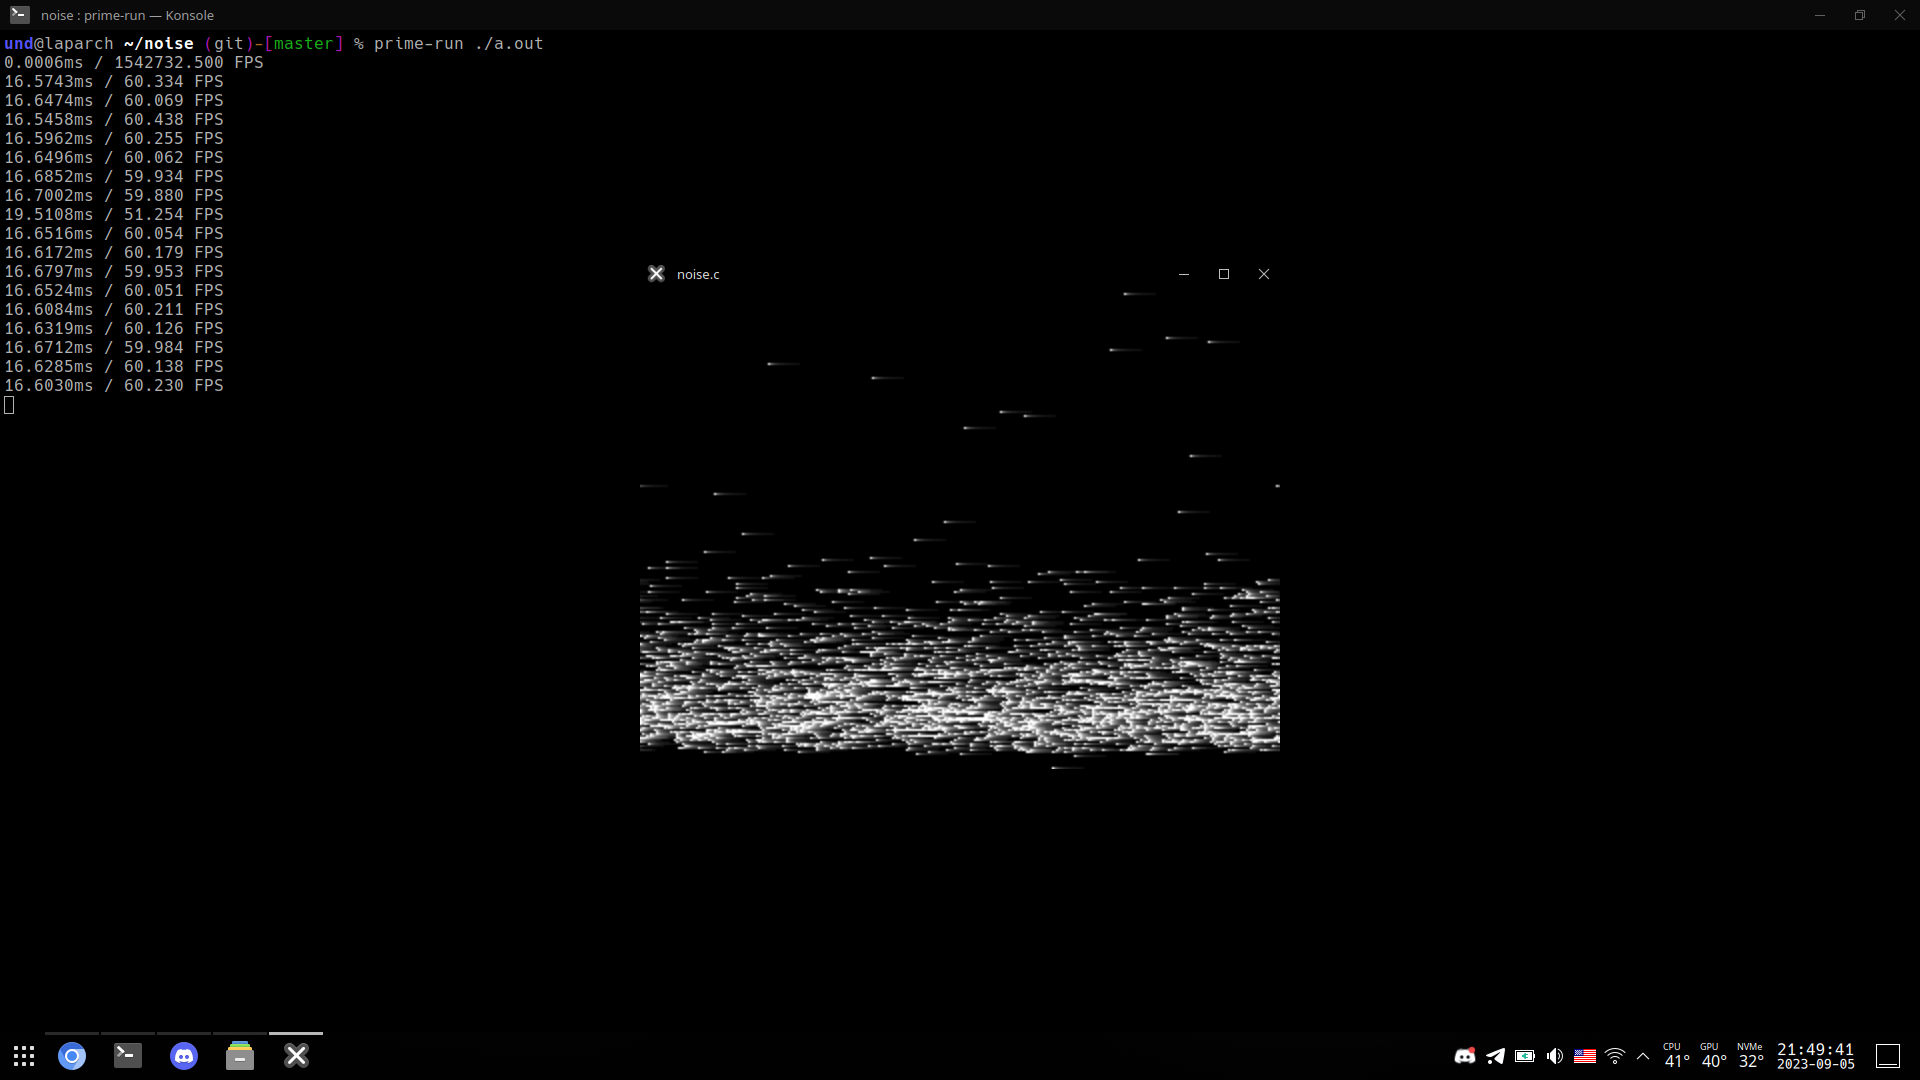 noise : prime-run — Konsole
und@laparch ~/noise (git)-[master] % prime-run ./a.out
0.0006ms / 1542732.500 FPS
16.5743ms / 60.334 FPS
16.6474ms / 60.069 FPS
16.5458ms / 60.438 FPS
16.5962ms / 60.255 FPS
16.6496ms / 60.062 FPS
16.6852ms / 59.934 FPS
16.7002ms / 59.880 FPS
19.5108ms / 51.254 FPS
16.6516ms / 60.054 FPS
16.6172ms / 60.179 FPS
16.6797ms / 59.953 FPS
16.6524ms / 60.051 FPS
16.6084ms / 60.211 FPS
16.6319ms / 60.126 FPS
16.6712ms / 59.984 FPS
16.6285ms / 60.138 FPS
16.6030ms / 60.230 FPS
noise.c
CPU GPU NVMe
41° 40° 32°
21:49:41
2023-09-05